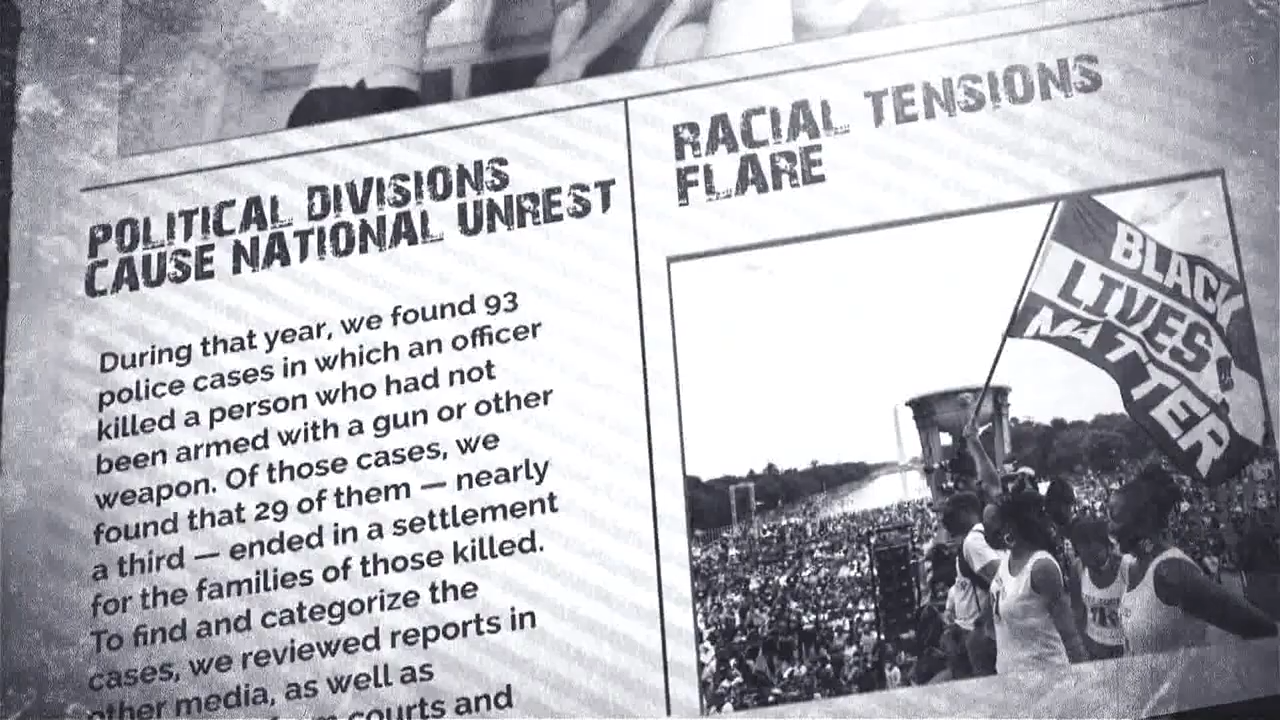 POLITICAL DIVISIONS
CAUSE NATIONAL UNREST
During that year, we found 93
police cases in which an officer
killed a person who had not
been armed with a gun or other
weapon. Of those cases, we
found that 29 of them — nearly
a third — ended in a settlement
for the families of those killed.
To find and categorize the
cases, we reviewed reports in
other media, as well as
courts and
RACIAL TENSIONS
FLARE
BLACK
LIVES
MATTER